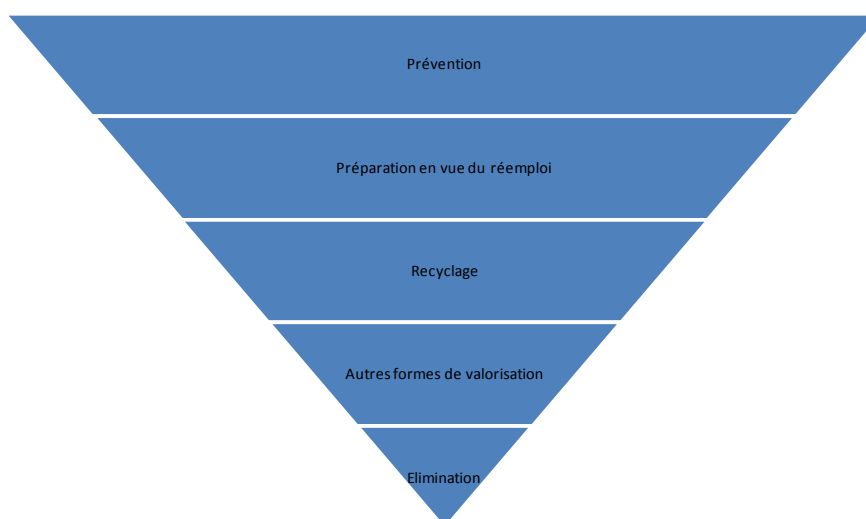 Prévention
Préparation en vue du réemploi
Recyclage
Autres formes de valorisation
Elimination